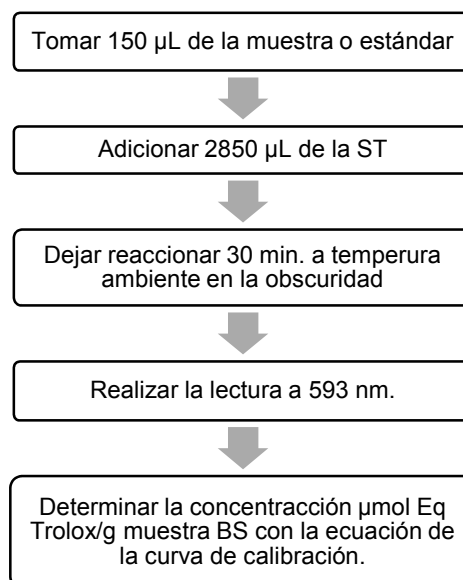 Tomar 150 µL de la muestra o estándar
Adicionar 2850 µL de la ST
Dejar reaccionar 30 min. a temperura
ambiente en la obscuridad
Realizar la lectura a 593 nm.
Determinar la concentracción µmol Eq
Trolox/g muestra BS con la ecuación de
la curva de calibración.